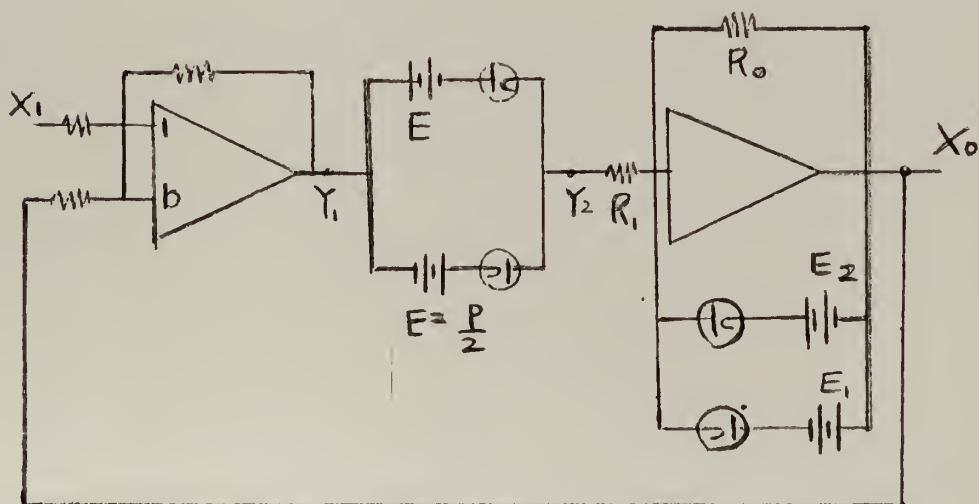 R₀
X₁
1
E
X₀
b
Y₁
Y₂
R₁
E₂
E = P/2
E₁